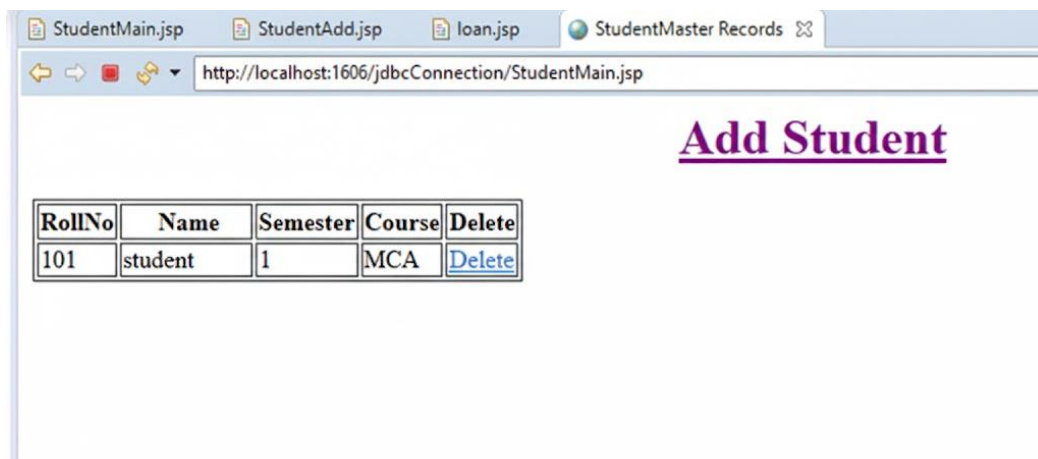 StudentMain.jsp StudentAdd.jsp loan.jsp StudentMaster Records
http://localhost:1606/jdbcConnection/StudentMain.jsp
Add Student
RollNo Name Semester Course Delete
101 student 1 MCA Delete